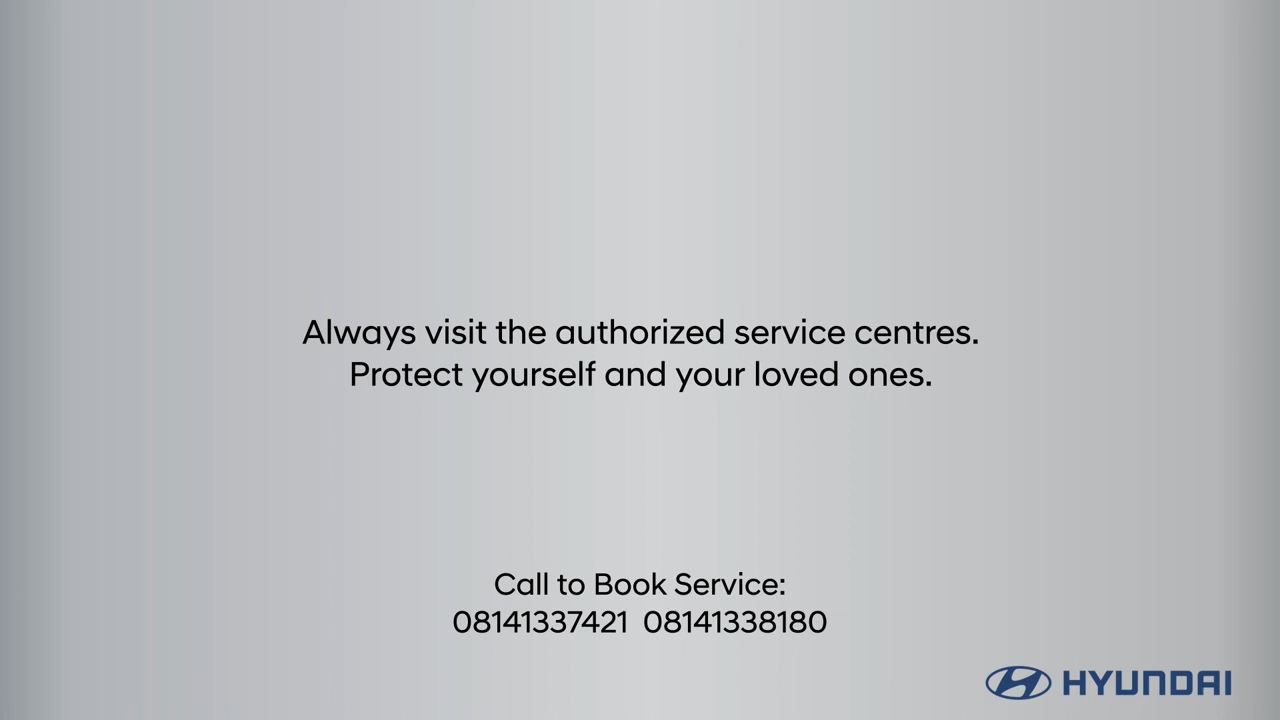 Always visit the authorized service centres.
Protect yourself and your loved ones.
Call to Book Service:
08141337421 08141338180
HYUNDAI